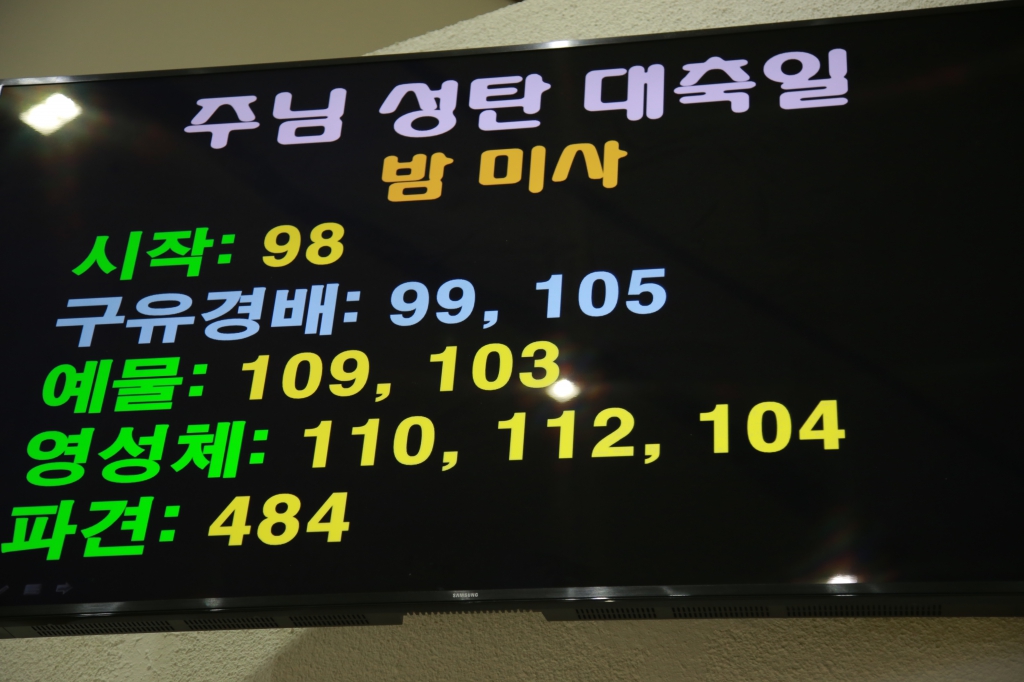 주님 성탄 대축일
밤 미사
시작: 98
구유경배: 99, 105
예물: 109, 103
영성체: 110, 112, 104
파견: 484
SAMSUNG